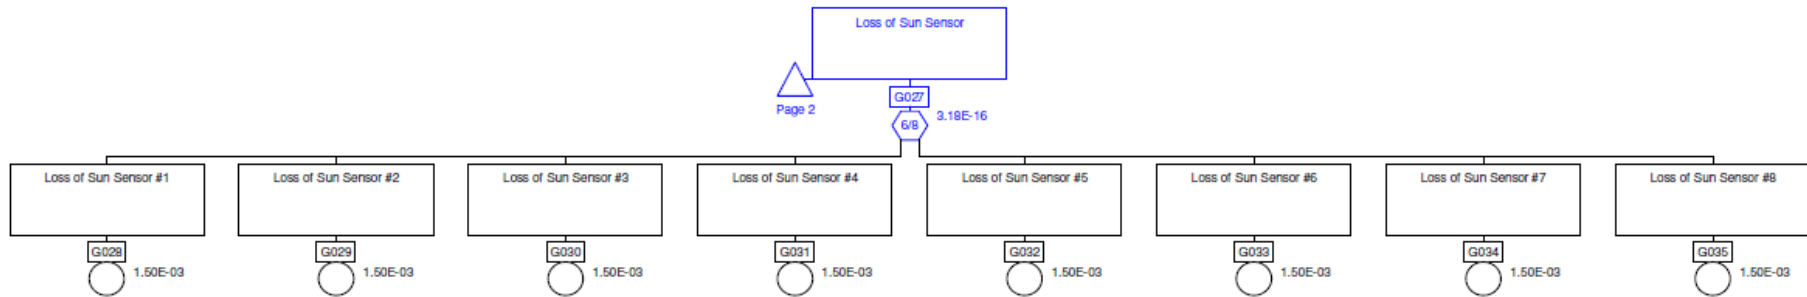 Loss of Sun Sensor
Page 2
G027
6/8
3.18E-16
Loss of Sun Sensor #1
Loss of Sun Sensor #2
Loss of Sun Sensor #3
Loss of Sun Sensor #4
Loss of Sun Sensor #5
Loss of Sun Sensor #6
Loss of Sun Sensor #7
Loss of Sun Sensor #8
G028
G029
G030
G031
G032
G033
G034
G035
1.50E-03
1.50E-03
1.50E-03
1.50E-03
1.50E-03
1.50E-03
1.50E-03
1.50E-03